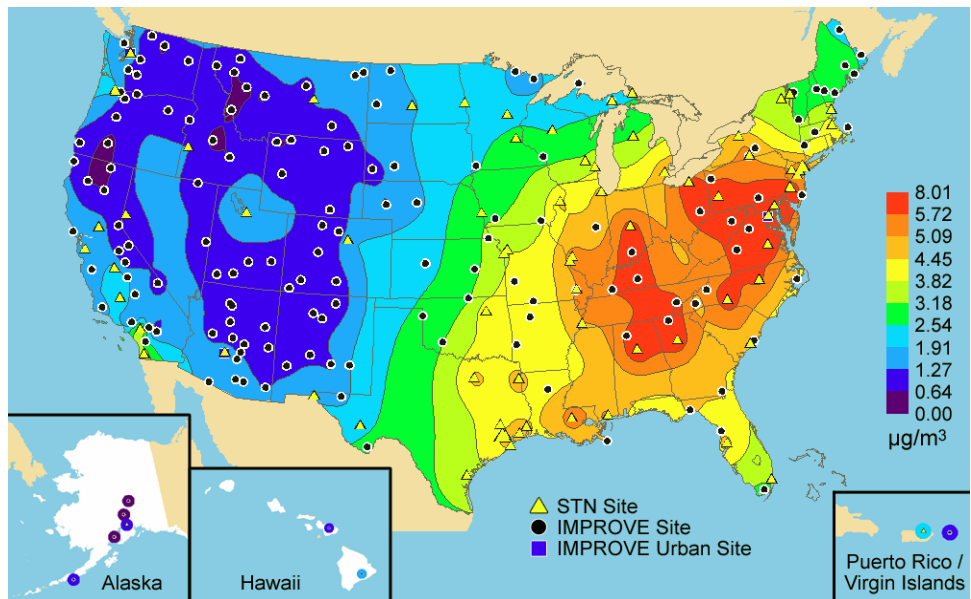 8.01
5.72
5.09
4.45
3.82
3.18
2.54
1.91
1.27
0.64
0.00
µg/m3
STN Site
IMPROVE Site
IMPROVE Urban Site
Alaska
Hawaii
Puerto Rico /
Virgin Islands